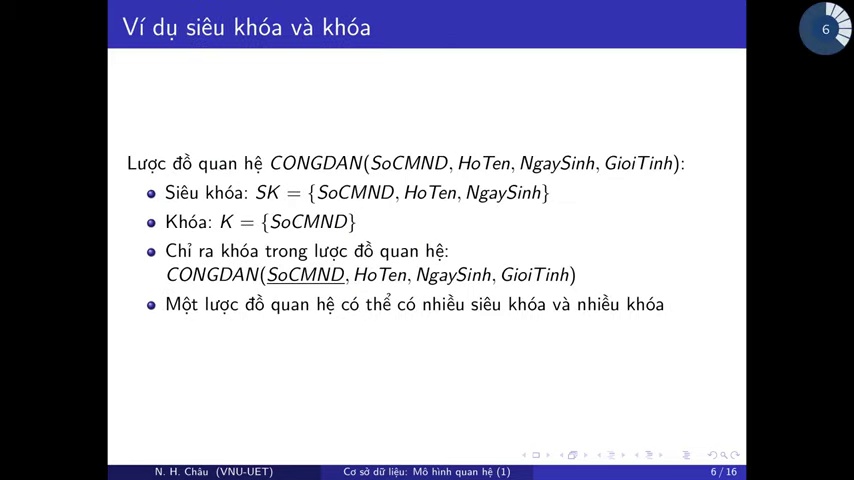 Ví dụ siêu khóa và khóa
6
Lược đồ quan hệ CONGDAN(SoCMND, HoTen, NgaySinh, GioiTinh):
Siêu khóa: SK = {SoCMND, HoTen, NgaySinh}
Khóa: K = {SoCMND}
Chỉ ra khóa trong lược đồ quan hệ:
CONGDAN(SoCMND, HoTen, NgaySinh, GioiTinh)
Một lược đồ quan hệ có thể có nhiều siêu khóa và nhiều khóa
N. H. Châu (VNU-UET)
Cơ sở dữ liệu: Mô hình quan hệ (1)
6 / 16